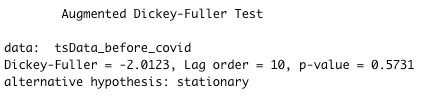 Augmented Dickey-Fuller Test
data:  tsData_before_covid
Dickey-Fuller = -2.0123, Lag order = 10, p-value = 0.5731
alternative hypothesis: stationary